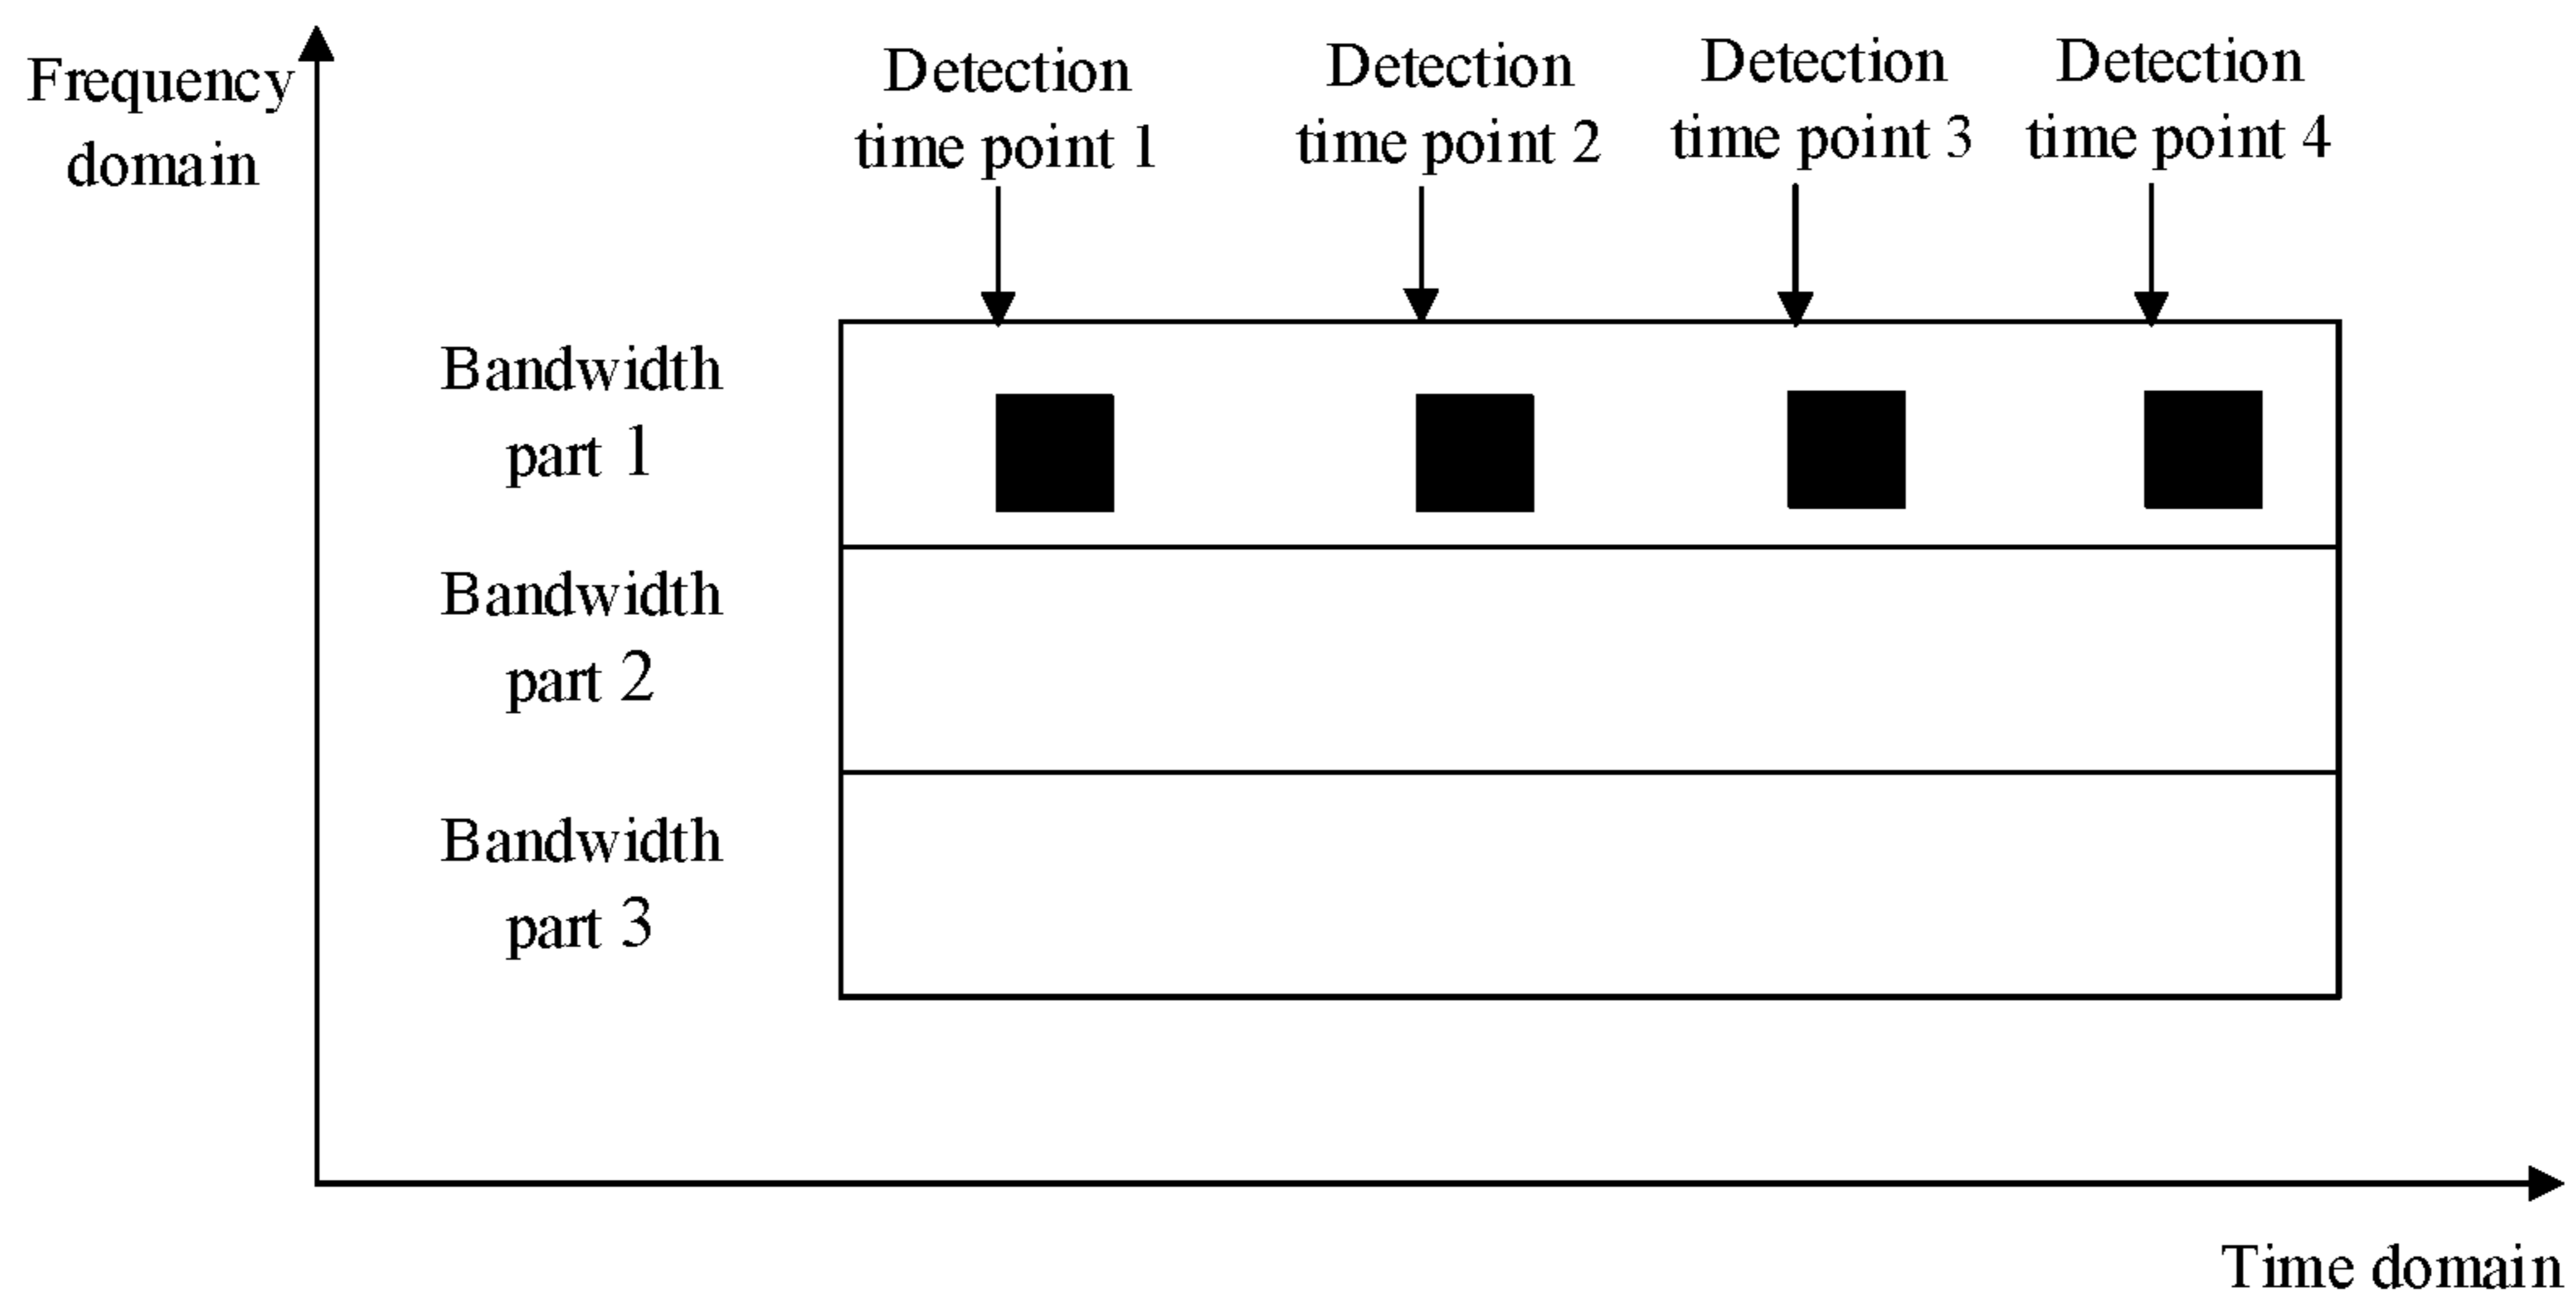 Frequency
domain
Detection
time point 1
Detection
time point 2
Detection
time point 3
Detection
time point 4
Bandwidth
part 1
Bandwidth
part 2
Bandwidth
part 3
Time domain